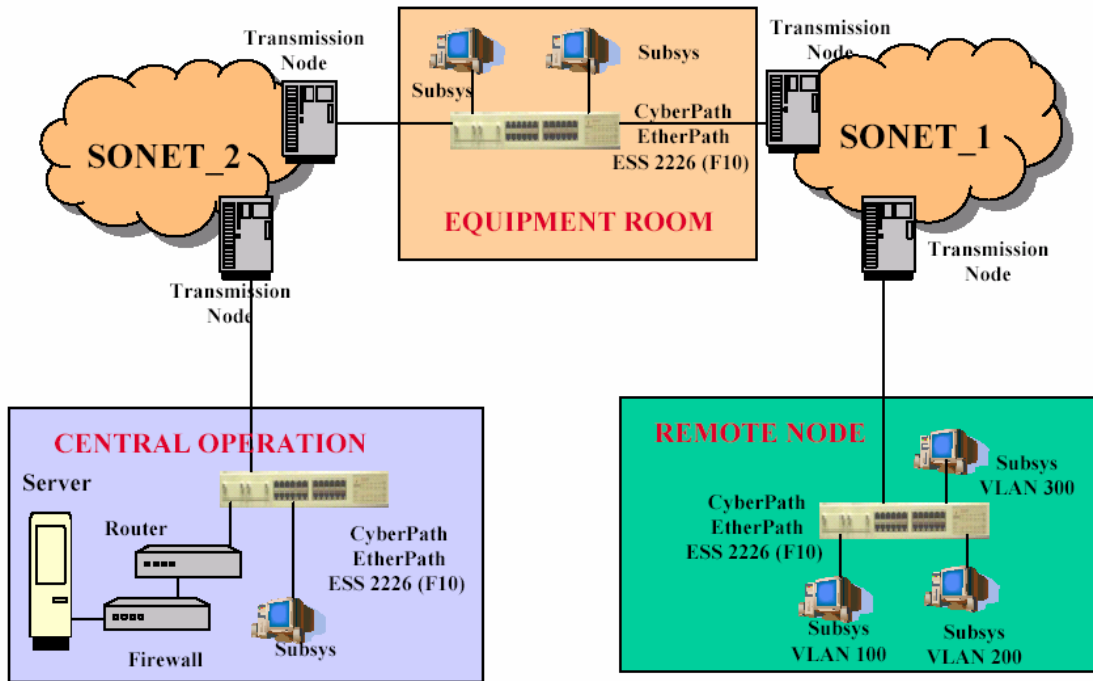 Transmission
Node
SONET_2
Transmission
Node
Subsys
Subsys
CyberPath
EtherPath
ESS 2226 (F10)
EQUIPMENT ROOM
Transmission
Node
SONET_1
Transmission
Node
CENTRAL OPERATION
Server
Router
Firewall
CyberPath
EtherPath
ESS 2226 (F10)
Subsys
REMOTE NODE
Subsys
VLAN 300
CyberPath
EtherPath
ESS 2226 (F10)
Subsys
VLAN 100
Subsys
VLAN 200